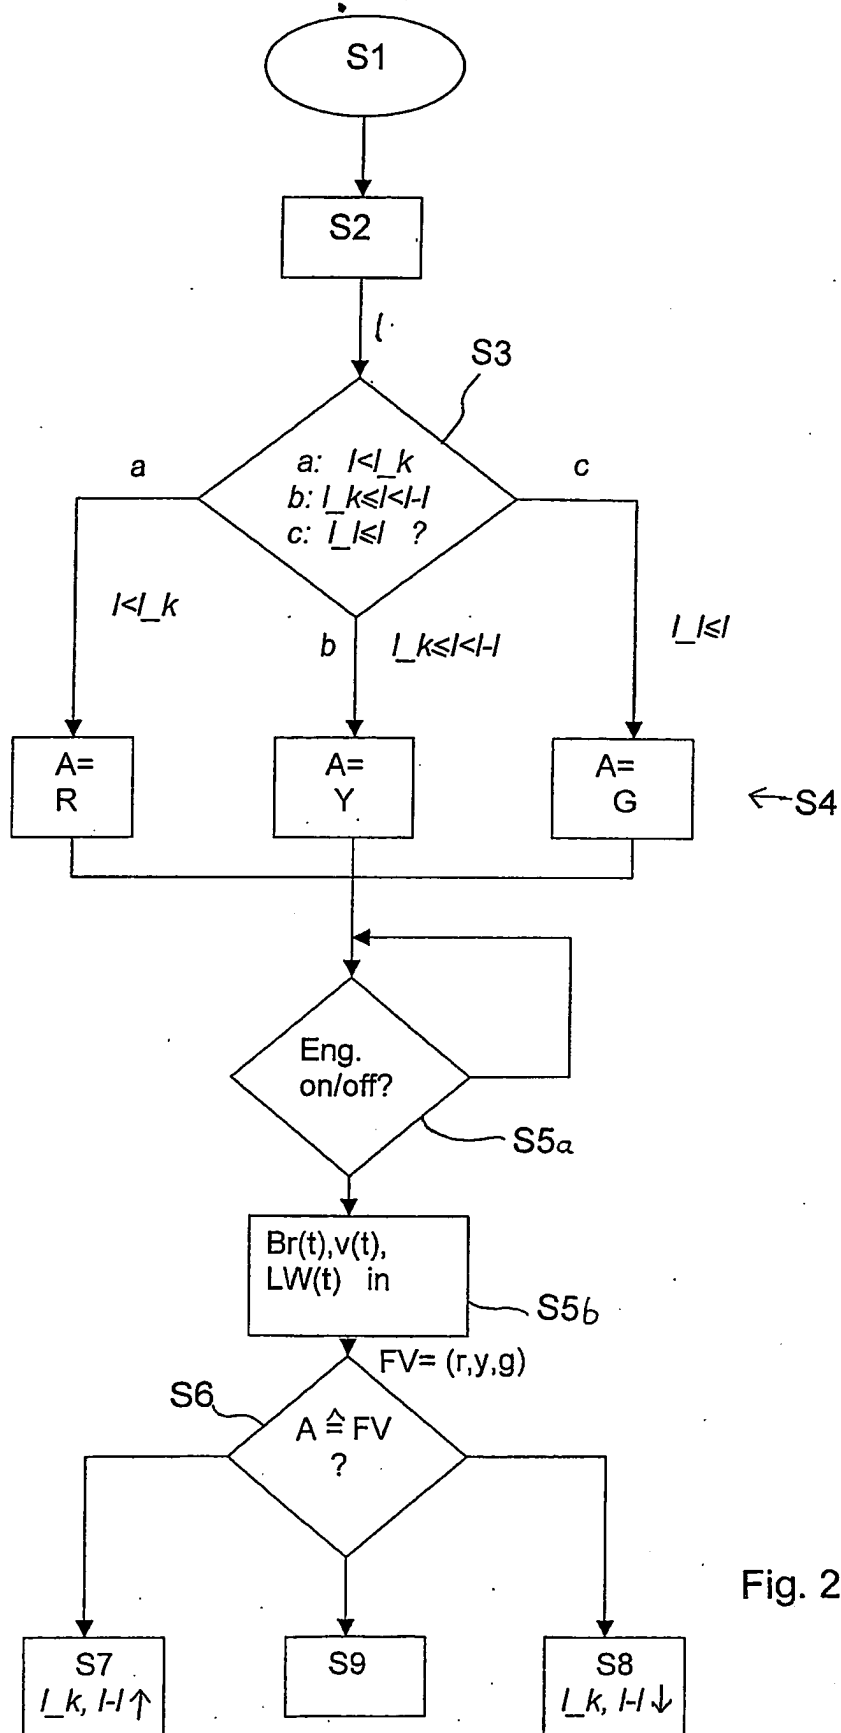 S1
S2
l
S3
a
c
a: l<l_k
b: l_k≤l<l-l
c: l_l≤l ?
l<l_k
b
l_k≤l<l-l
l_l≤l
A=
R
A=
Y
A=
G
←S4
Eng.
on/off?
S5a
Br(t),v(t),
LW(t) in
S5b
FV= (r,y,g)
S6
A ≙ FV
?
Fig. 2
S7
l_k, l-l ↑
S9
S8
l_k, l-l ↓